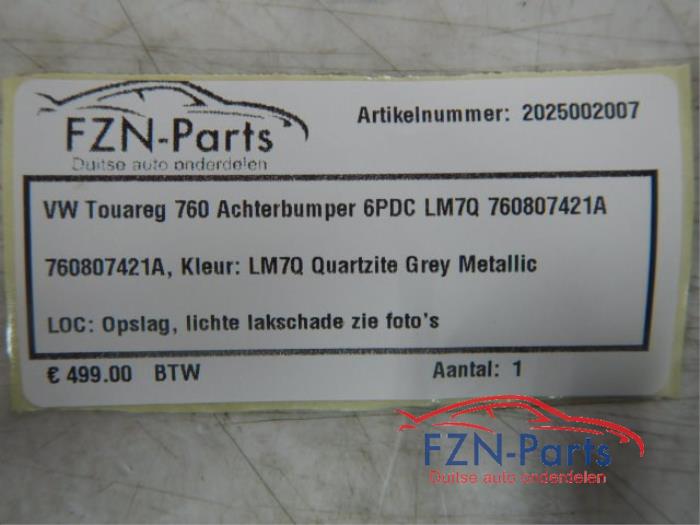 FZN-Parts
Duitse auto onderdelen
Artikelnummer: 2025002007
VW Touareg 760 Achterbumper 6PDC LM7Q 760807421A
760807421A, Kleur: LM7Q Quartzite Grey Metallic
LOC: Opslag, lichte lakschade zie foto's
€ 499.00 BTW
Aantal: 1
FZN-Parts
Duitse auto onderdelen